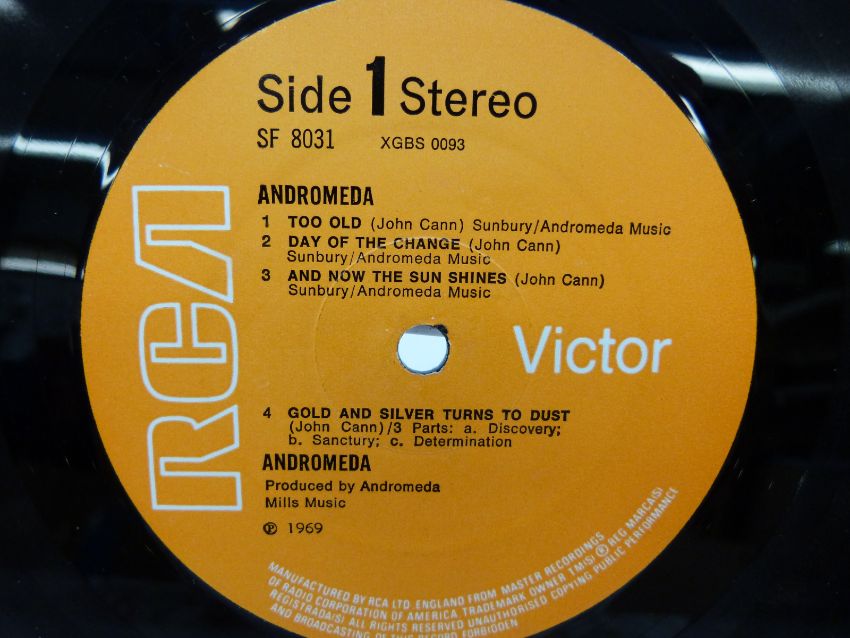 Side 1 Stereo
SF 8031 XGBS 0093
ANDROMEDA
1 TOO OLD (John Cann) Sunbury/Andromeda Music
2 DAY OF THE CHANGE (John Cann)
Sunbury/Andromeda Music
3 AND NOW THE SUN SHINES (John Cann)
Sunbury/Andromeda Music
RCA
Victor
4 GOLD AND SILVER TURNS TO DUST
(John Cann)/3 Parts: a. Discovery;
b. Sanctury; c. Determination
ANDROMEDA
Produced by Andromeda
Mills Music
℗ 1969
MANUFACTURED BY RCA LTD ENGLAND FROM MASTER RECORDINGS
OF RADIO CORPORATION OF AMERICA TRADEMARK OWNER TM(S) ® REG MARCA(S)
REGISTRADA(S) ALL RIGHTS RESERVED UNAUTHORISED COPYING PUBLIC PERFORMANCE
AND BROADCASTING OF THIS RECORD FORBIDDEN